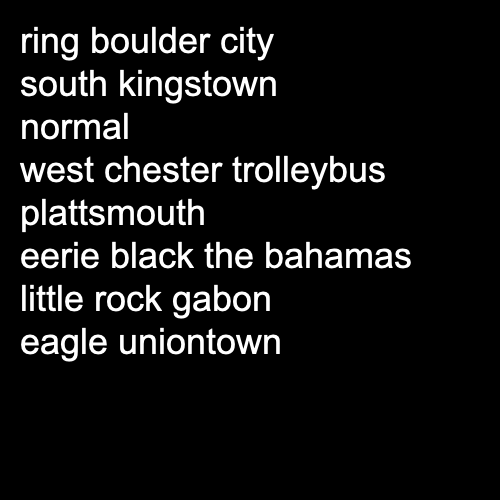 ring boulder city
south kingstown
normal
west chester trolleybus
plattsmouth
eerie black the bahamas
little rock gabon
eagle uniontown